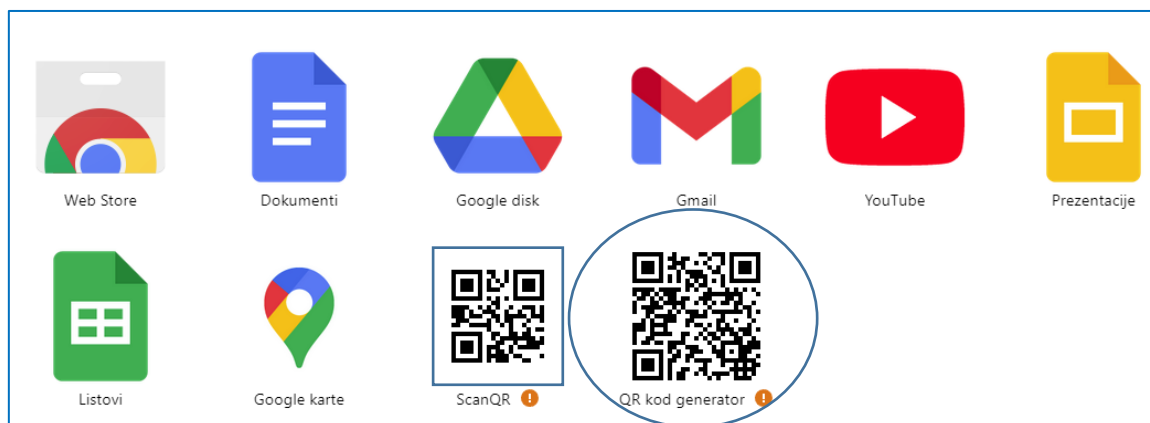 Web Store
Dokumenti
Google disk
Gmail
YouTube
Prezentacije
Listovi
Google karte
ScanQR
QR kod generator